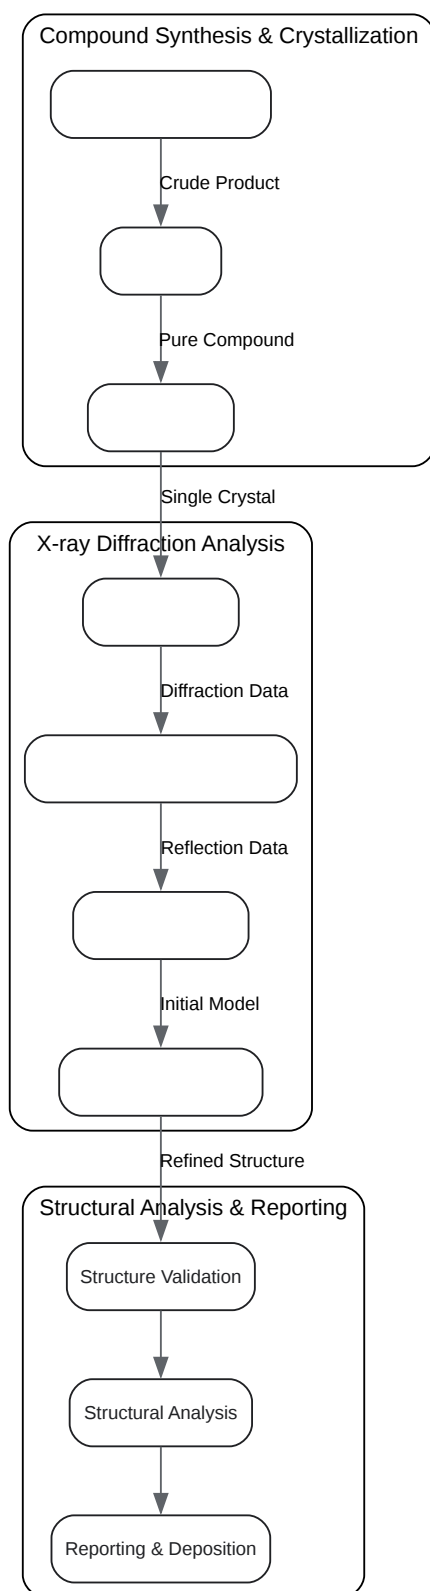 Compound Synthesis & Crystallization
Crude Product
Pure Compound
Single Crystal
X-ray Diffraction Analysis
Diffraction Data
Reflection Data
Initial Model
Refined Structure
Structural Analysis & Reporting
Structure Validation
Structural Analysis
Reporting & Deposition